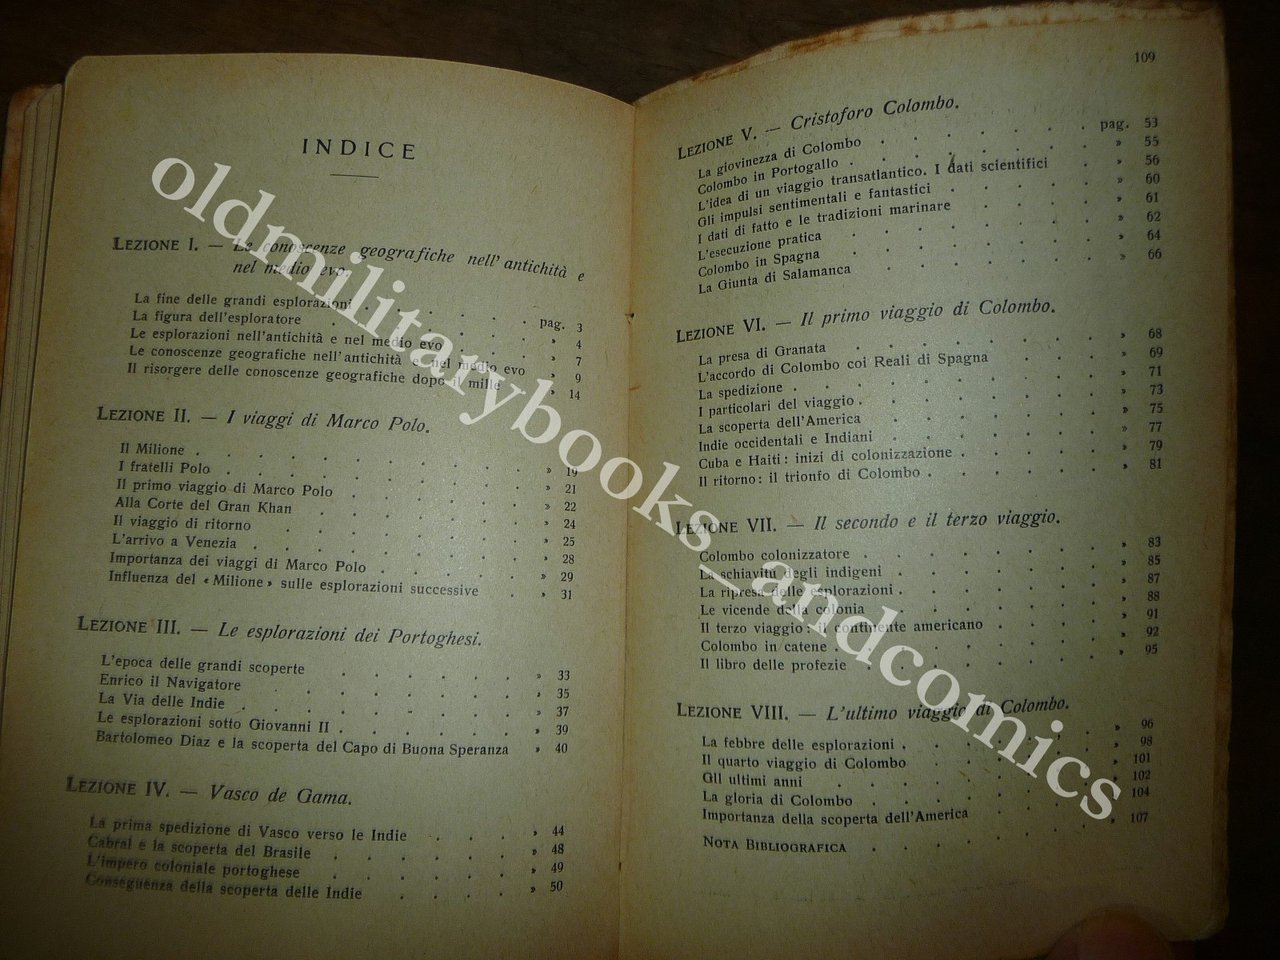 INDICE
LEZIONE I. — Le conoscenze geografiche nell'antichità e
nel medio evo.
La fine delle grandi esplorazioni . . . . . . pag. 3
La figura dell'esploratore . . . . . . » 4
Le esplorazioni nell'antichità e nel medio evo . . . » 7
Le conoscenze geografiche nell'antichità e nel medio evo » 9
Il risorgere delle conoscenze geografiche dopo il mille . » 14
LEZIONE II. — I viaggi di Marco Polo.
Il Milione . . . . . . . . . . » 19
I fratelli Polo . . . . . . . . . » 21
Il primo viaggio di Marco Polo . . . . . . » 22
Alla Corte del Gran Khan . . . . . . » 24
Il viaggio di ritorno . . . . . . . » 25
L'arrivo a Venezia . . . . . . . . » 28
Importanza dei viaggi di Marco Polo . . . . . » 29
Influenza del « Milione » sulle esplorazioni successive . » 31
LEZIONE III. — Le esplorazioni dei Portoghesi.
L'epoca delle grandi scoperte . . . . . . » 33
Enrico il Navigatore . . . . . . . » 35
La Via delle Indie . . . . . . . . » 37
Le esplorazioni sotto Giovanni II . . . . . » 39
Bartolomeo Diaz e la scoperta del Capo di Buona Speranza » 40
LEZIONE IV. — Vasco de Gama.
La prima spedizione di Vasco verso le Indie . . . » 44
Cabral e la scoperta del Brasile . . . . . » 48
L'impero coloniale portoghese . . . . . » 49
Conseguenza della scoperta delle Indie . . . . » 50
109
LEZIONE V. — Cristoforo Colombo.
La giovinezza di Colombo . . . . . . pag. 53
Colombo in Portogallo . . . . . . . » 55
L'idea di un viaggio transatlantico. I dati scientifici . » 56
Gli impulsi sentimentali e fantastici . . . . » 60
I dati di fatto e le tradizioni marinare . . . . » 61
L'esecuzione pratica . . . . . . . » 62
Colombo in Spagna . . . . . . . » 64
La Giunta di Salamanca . . . . . . . » 66
LEZIONE VI. — Il primo viaggio di Colombo.
La presa di Granata . . . . . . . » 68
L'accordo di Colombo coi Reali di Spagna . . . » 69
La spedizione . . . . . . . . . » 71
I particolari del viaggio . . . . . . . » 73
La scoperta dell'America . . . . . . » 75
Indie occidentali e Indiani . . . . . . » 77
Cuba e Haiti: inizi di colonizzazione . . . . » 79
Il ritorno: il trionfo di Colombo . . . . . » 81
LEZIONE VII. — Il secondo e il terzo viaggio.
Colombo colonizzatore . . . . . . . » 83
La schiavitù degli indigeni . . . . . . » 85
La ripresa delle esplorazioni . . . . . . » 87
Le vicende della colonia . . . . . . » 88
Il terzo viaggio: il continente americano . . . » 91
Colombo in catene . . . . . . . . » 92
Il libro delle profezie . . . . . . . » 95
LEZIONE VIII. — L'ultimo viaggio di Colombo.
La febbre delle esplorazioni . . . . . . » 96
Il quarto viaggio di Colombo . . . . . . » 98
Gli ultimi anni . . . . . . . . » 101
La gloria di Colombo . . . . . . . » 102
Importanza della scoperta dell'America . . . . » 104
NOTA BIBLIOGRAFICA . . . . . . . » 107
oldmilitarybooks_andcomics